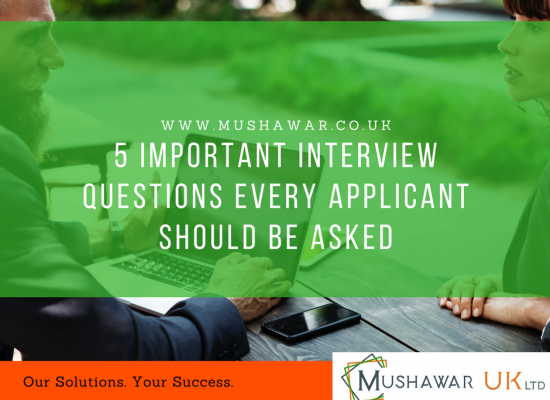 WWW.MUSHAWAR.CO.UK
5 IMPORTANT INTERVIEW
QUESTIONS EVERY APPLICANT
SHOULD BE ASKED
Our Solutions. Your Success.
MUSHAWAR UK LTD